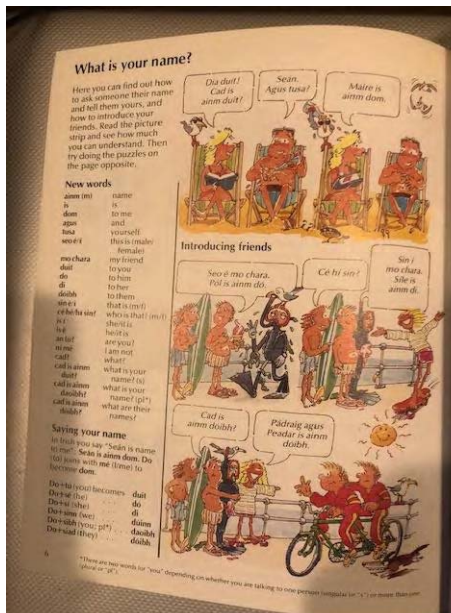 What is your name?
Here you can find out how
to ask someone their name
and tell them yours, and
how to introduce your
friends. Read the picture
strip and see how much
you can understand. Then
try doing the puzzles on
the page opposite.
New words
ainm (m) name
is is
dom to me
agus and
tusa yourself
seo é/í this is (male/
female)
mo chara my friend
duit to you
dó to him
di to her
dóibh to them
sin é/í that is (m/f)
cé hé/hí sin? who is that? (m/f)
is í she/it is
is é he/it is
an tú? are you?
ní mé I am not
cad? what?
cad is ainm what is your
duit? name? (s)
cad is ainm what is your
daoibh? name? (pl*)
cad is ainm what are their
dóibh? names?
Saying your name
In Irish you say "Seán is name
to me". Seán is ainm dom. Do
(to) joins with mé (I/me) to
become dom.
Do+tú (you) becomes duit
Do+sé (he) dó
Do+sí (she) di
Do+sinn (we) dúinn
Do+sibh (you; pl*) daoibh
Do+siad (they) dóibh
Dia duit!
Cad is
ainm duit?
Seán.
Agus tusa?
Máire is
ainm dom.
Introducing friends
Seo é mo chara.
Pól is ainm dó.
Cé hí sin?
Sin í
mo chara.
Síle is
ainm di.
Cad is
ainm dóibh?
Pádraig agus
Peadar is ainm
dóibh.
6
*There are two words for "you" depending on whether you are talking to one person (singular or "s") or more than one
(plural or "pl").